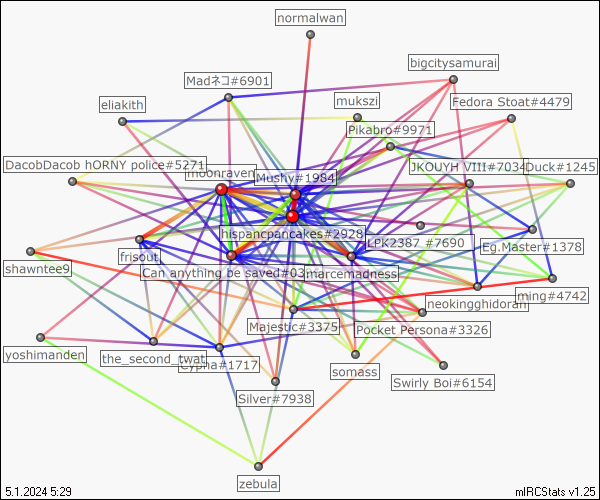 normalwan
bigcitysamurai
Madネコ#6901
eliakith
mukszi
Fedora Stoat#4479
Pikabro#9971
DacobDacob hORNY police#5271
moonraven
Mushy#1984
JKOUYH VIII#7034
Duck#1245
hispancpancakes#2928
LPK2387 #7690
Eg.Master#1378
frisout
shawntee9
Can anything be saved#03
marcemadness
ming#4742
neokingghidorah
Majestic#3375
Pocket Persona#3326
yoshimanden
the_second_twat
Cypha#1717
somass
Swirly Boi#6154
Silver#7938
zebula
5.1.2024 5:29
mIRCStats v1.25